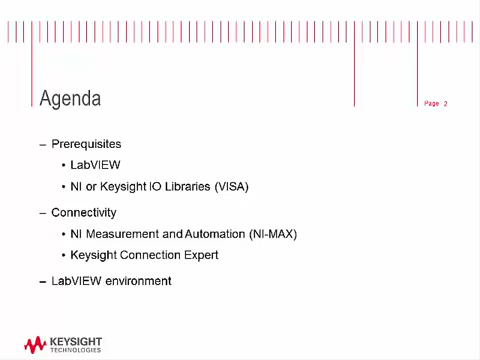 Agenda
Page 2
– Prerequisites
• LabVIEW
• NI or Keysight IO Libraries (VISA)
– Connectivity
• NI Measurement and Automation (NI-MAX)
• Keysight Connection Expert
– LabVIEW environment
KEYSIGHT
TECHNOLOGIES